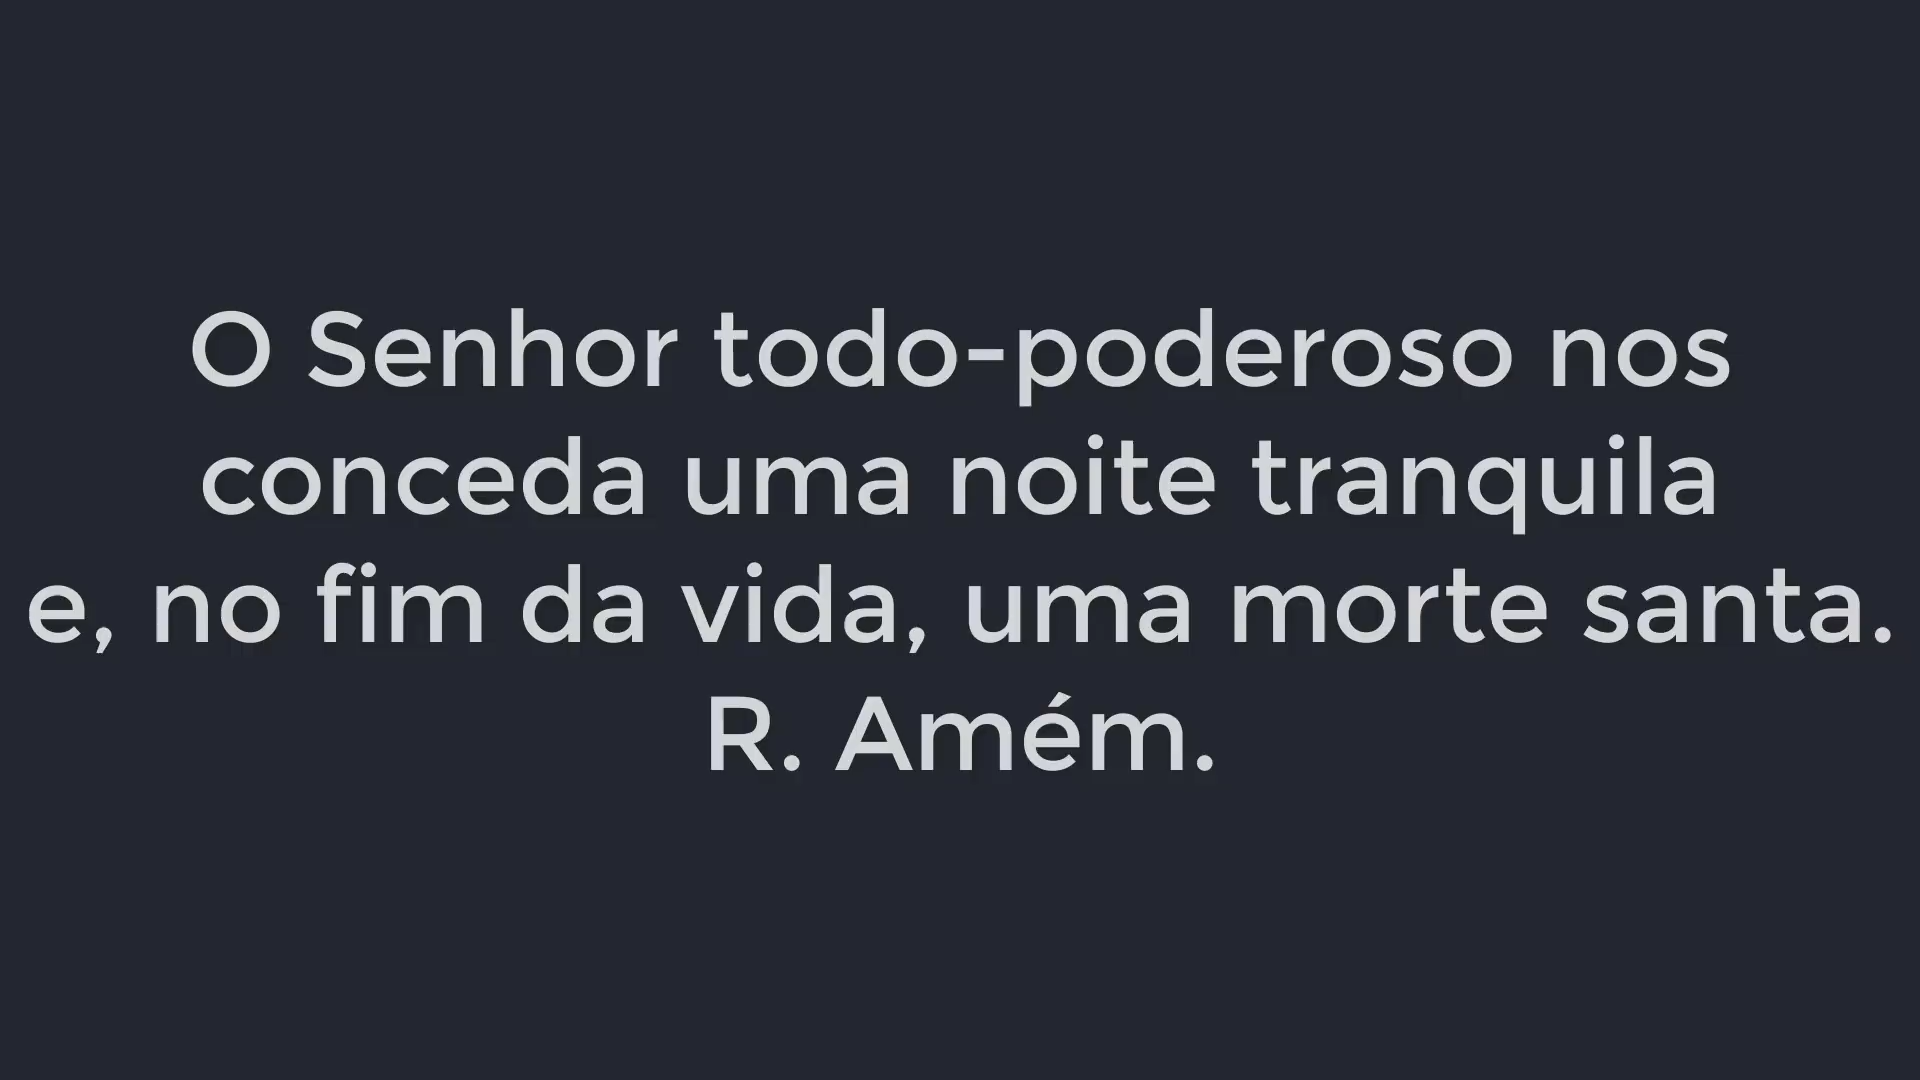 O Senhor todo-poderoso nos
conceda uma noite tranquila
e, no fim da vida, uma morte santa.
R. Amém.